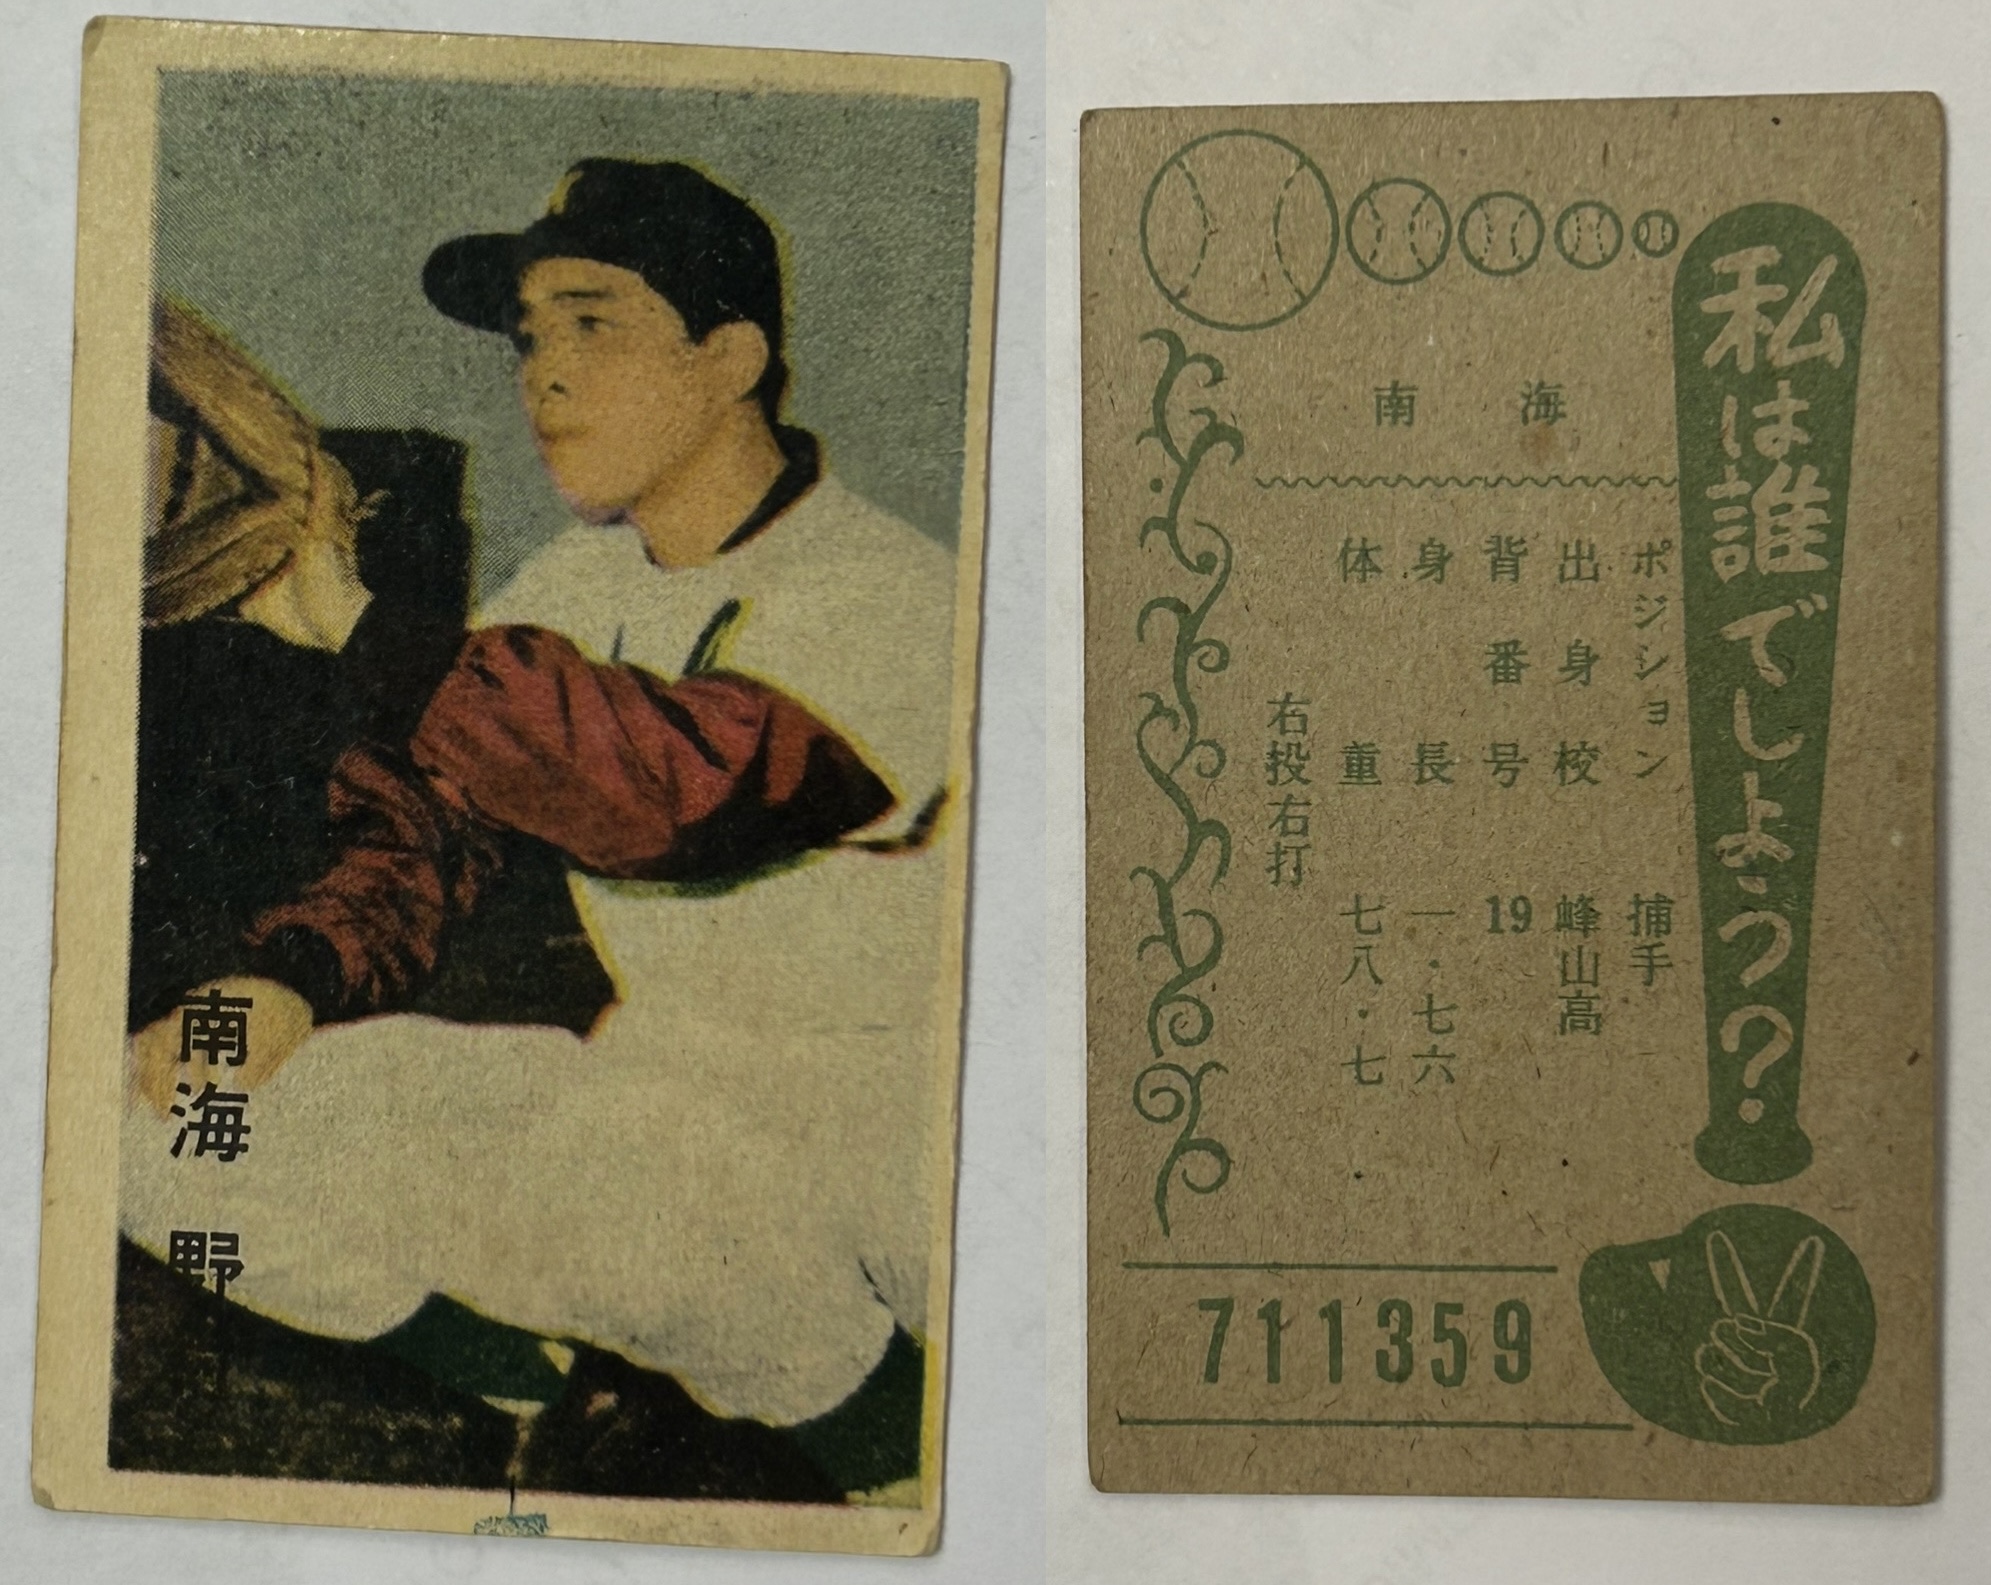 南海 野
私は誰でしよう?
南海
ポジション 捕手
出身校 峰山高
背番号 19
身長 一・七六
体重 七八・七
右投右打
711359